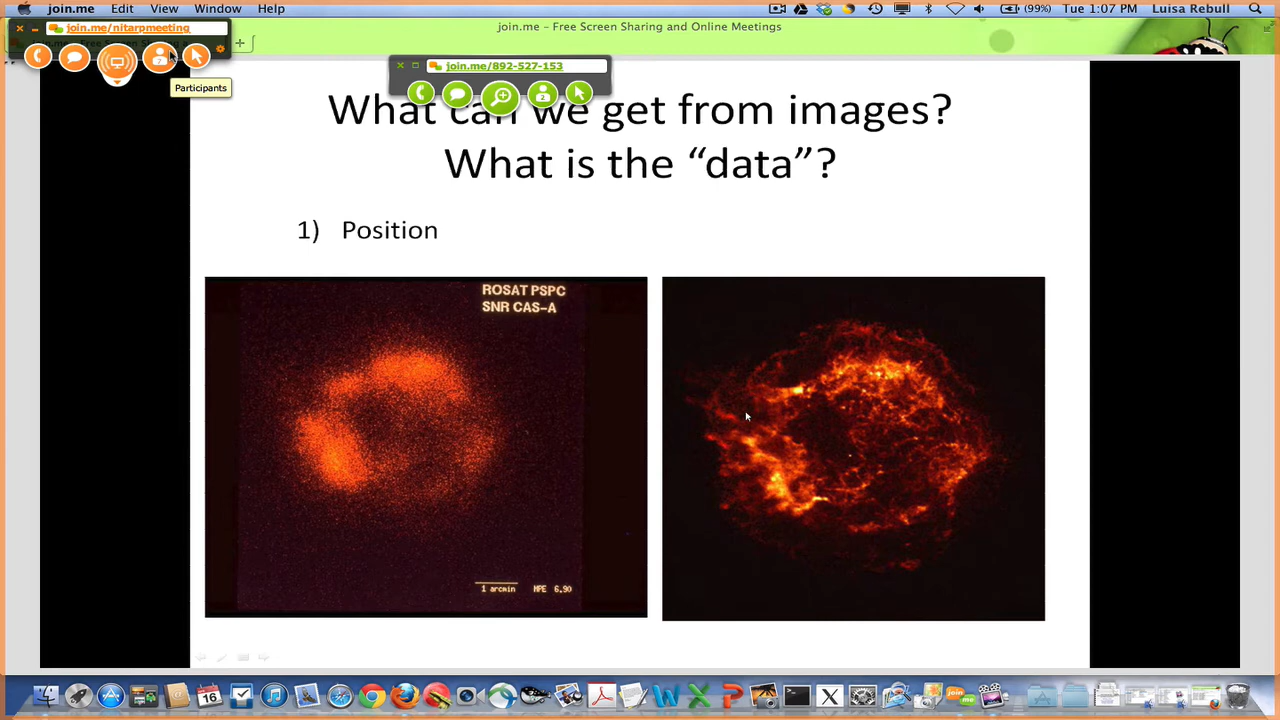 join.me Edit View Window Help
(99%) Tue 1:07 PM Luisa Rebull
join.me – Free Screen Sharing and Online Meetings
join.me/nitarpmeeting
Participants
join.me/892-527-153
What can we get from images?
What is the “data”?
1) Position
ROSAT PSPC
SNR CAS-A
1 arcmin MPE 6.90
16